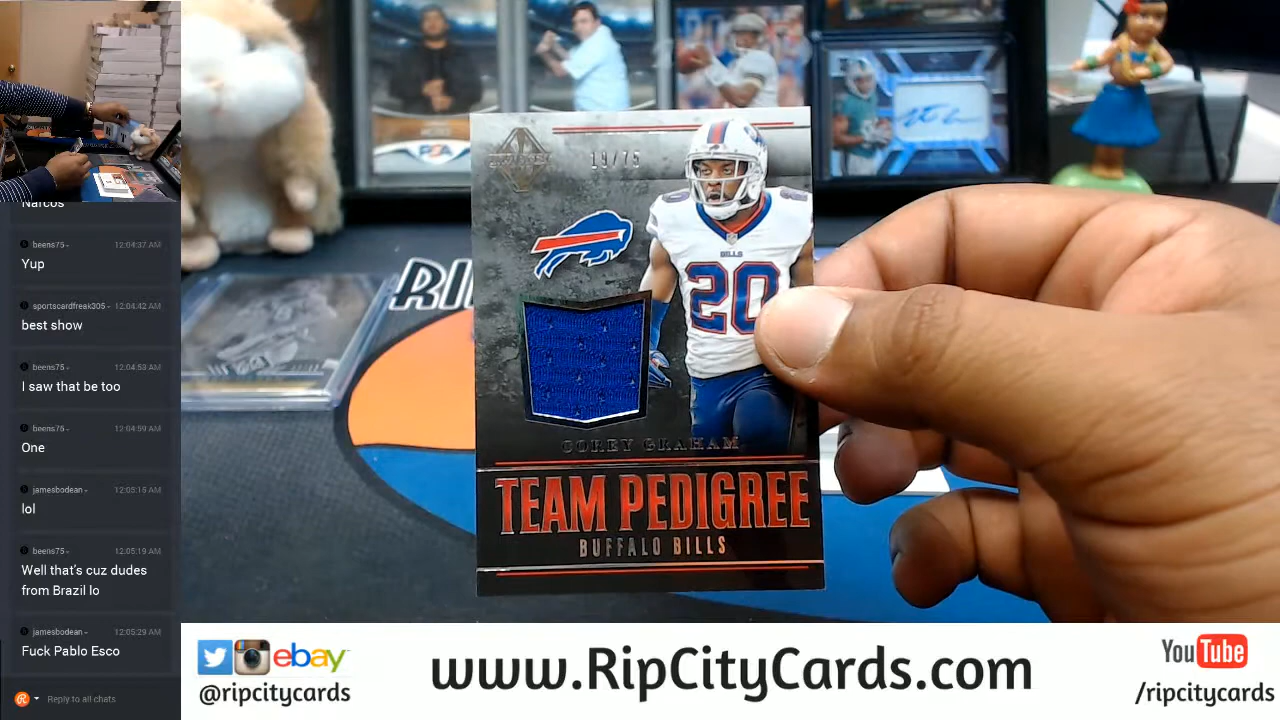 Narcos
beens75 - 12:04:37 AM
Yup
sportscardfreak305 - 12:04:42 AM
best show
beens75 - 12:04:53 AM
I saw that be too
beens75 - 12:04:59 AM
One
jamesbodean - 12:05:15 AM
lol
beens75 - 12:05:19 AM
Well that's cuz dudes
from Brazil lo
jamesbodean - 12:05:29 AM
Fuck Pablo Esco
Reply to all chats
PSA
RI
19/75
BILLS
20
COREY GRAHAM
TEAM PEDIGREE
BUFFALO BILLS
ebay
@ripcitycards
www.RipCityCards.com
YouTube
/ripcitycards